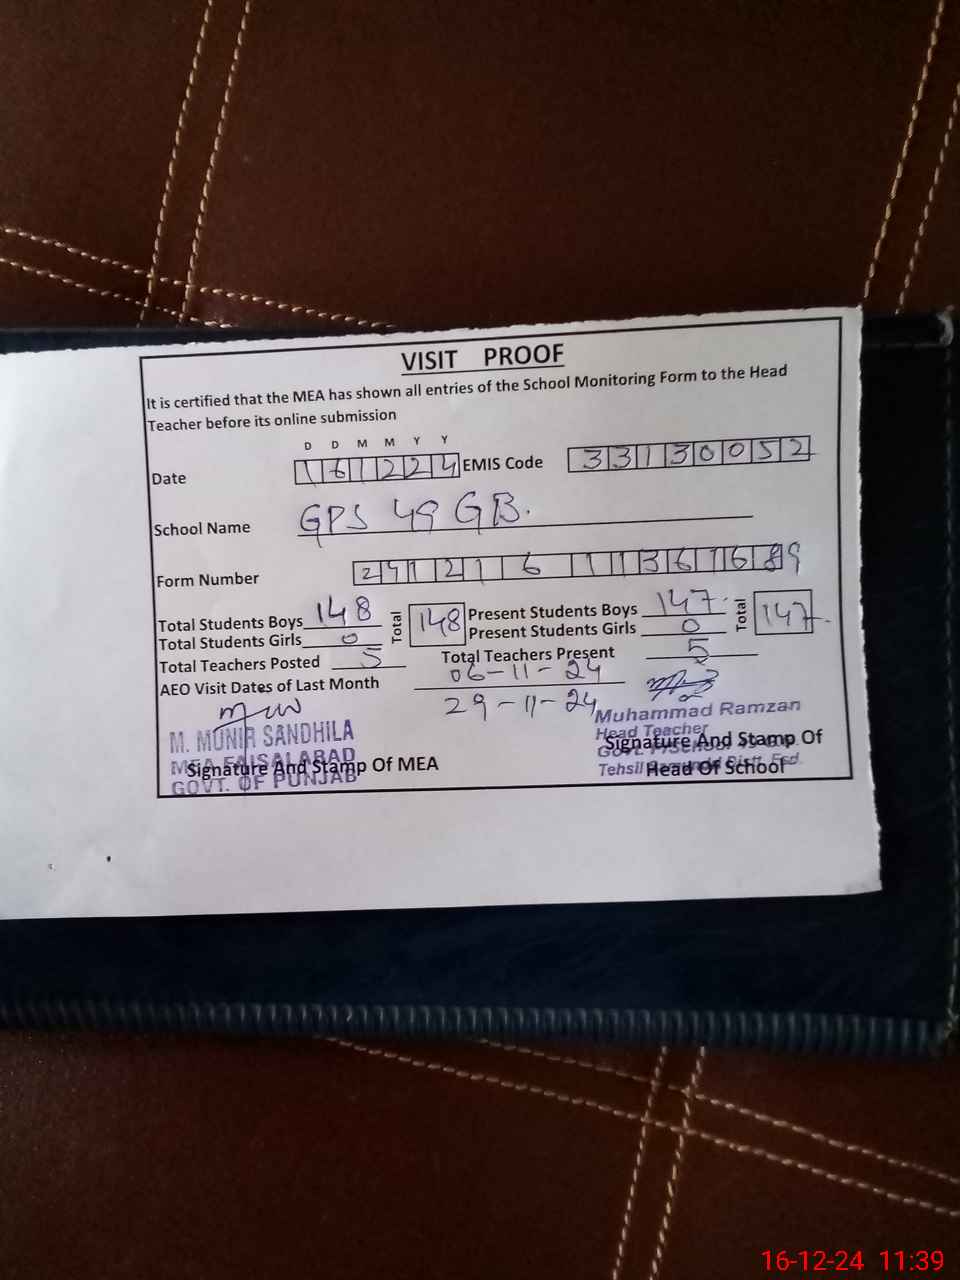 VISIT PROOF
It is certified that the MEA has shown all entries of the School Monitoring Form to the Head
Teacher before its online submission
D D M M Y Y
Date 161224 EMIS Code 33130052
School Name GPS 49 GB.
Form Number
Total Students Boys 148 Total 148 Present Students Boys 147 Total 147
Total Students Girls 0 Present Students Girls 0
Total Teachers Posted 5 Total Teachers Present 5
AEO Visit Dates of Last Month 06-11-24
29-11-24
M. MUNIR SANDHILA
MEA FAISALABAD
GOVT. OF PUNJAB
Signature And Stamp Of MEA
Muhammad Ramzan
Head Teacher
Signature And Stamp Of
Tehsil
Head Of School
16-12-24 11:39